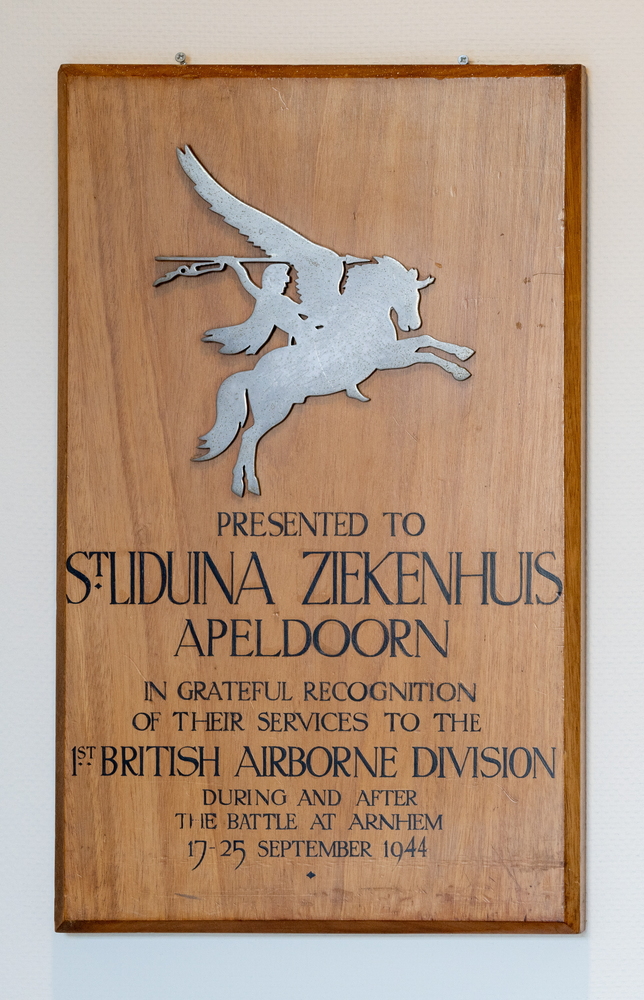 PRESENTED TO
ST. LIDUINA ZIEKENHUIS
APELDOORN
IN GRATEFUL RECOGNITION
OF THEIR SERVICES TO THE
1ST BRITISH AIRBORNE DIVISION
DURING AND AFTER
THE BATTLE AT ARNHEM
17-25 SEPTEMBER 1944